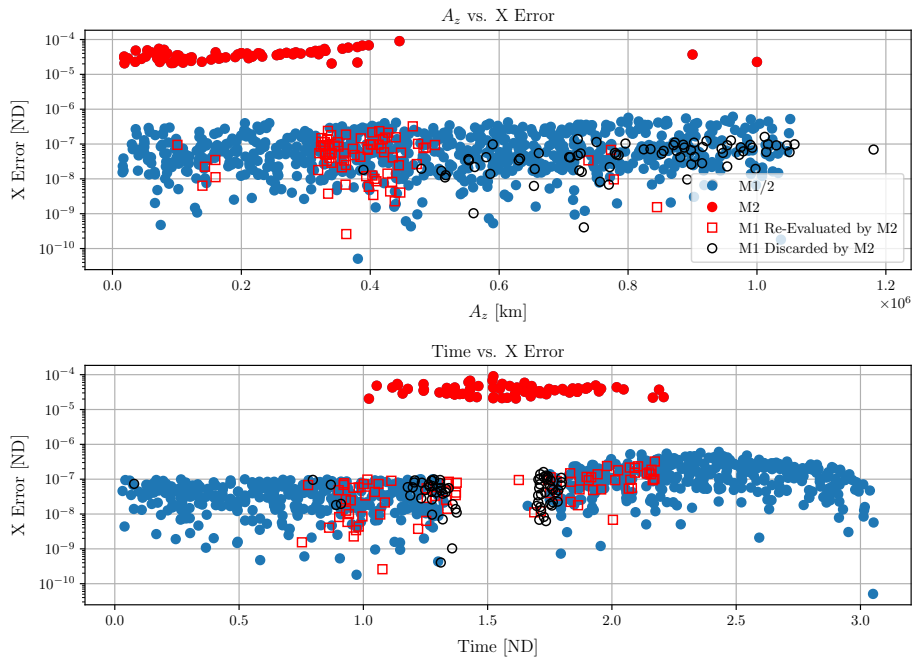 A_z vs. X Error
10^-4
10^-5
10^-6
10^-7
10^-8
10^-9
10^-10
X Error [ND]
M1/2
M2
M1 Re-Evaluated by M2
M1 Discarded by M2
0.0 0.2 0.4 0.6 0.8 1.0 1.2
×10^6
A_z [km]
Time vs. X Error
10^-4
10^-5
10^-6
10^-7
10^-8
10^-9
10^-10
X Error [ND]
0.0 0.5 1.0 1.5 2.0 2.5 3.0
Time [ND]